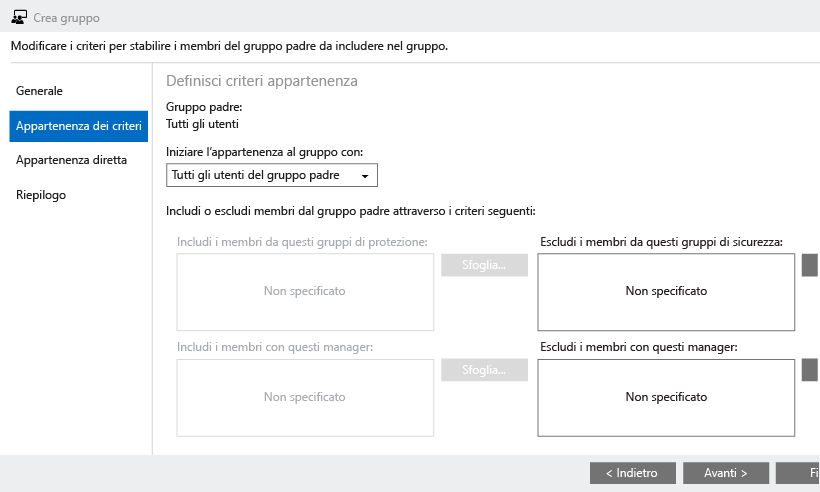 Crea gruppo
Modificare i criteri per stabilire i membri del gruppo padre da includere nel gruppo.
Generale
Appartenenza dei criteri
Appartenenza diretta
Riepilogo
Definisci criteri appartenenza
Gruppo padre:
Tutti gli utenti
Iniziare l'appartenenza al gruppo con:
Tutti gli utenti del gruppo padre
Includi o escludi membri dal gruppo padre attraverso i criteri seguenti:
Includi i membri da questi gruppi di protezione:
Non specificato
Sfoglia...
Escludi i membri da questi gruppi di sicurezza:
Non specificato
Includi i membri con questi manager:
Non specificato
Sfoglia...
Escludi i membri con questi manager:
Non specificato
< Indietro
Avanti >
Fi